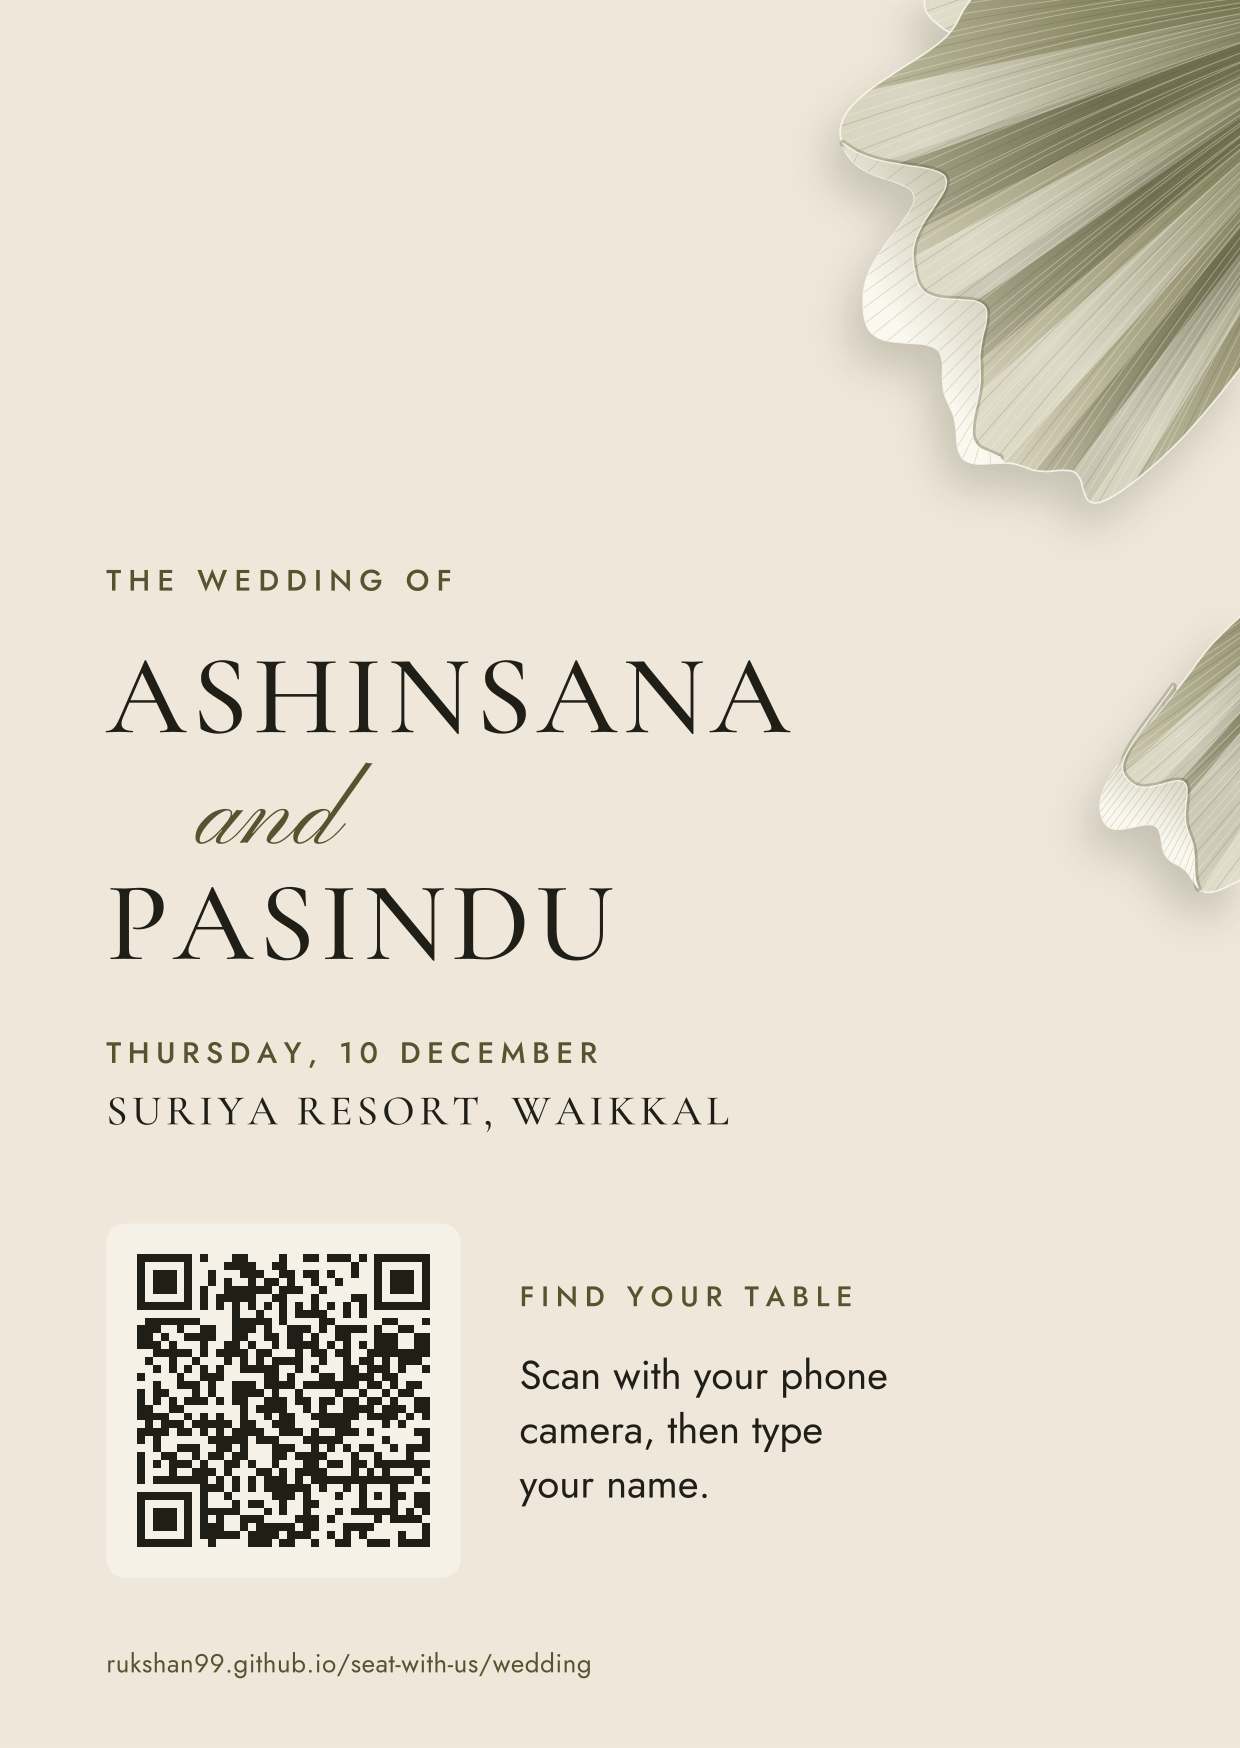 THE WEDDING OF
ASHINSANA
and
PASINDU
THURSDAY, 10 DECEMBER
SURIYA RESORT, WAIKKAL
FIND YOUR TABLE
Scan with your phone
camera, then type
your name.
rukshan99.github.io/seat-with-us/wedding